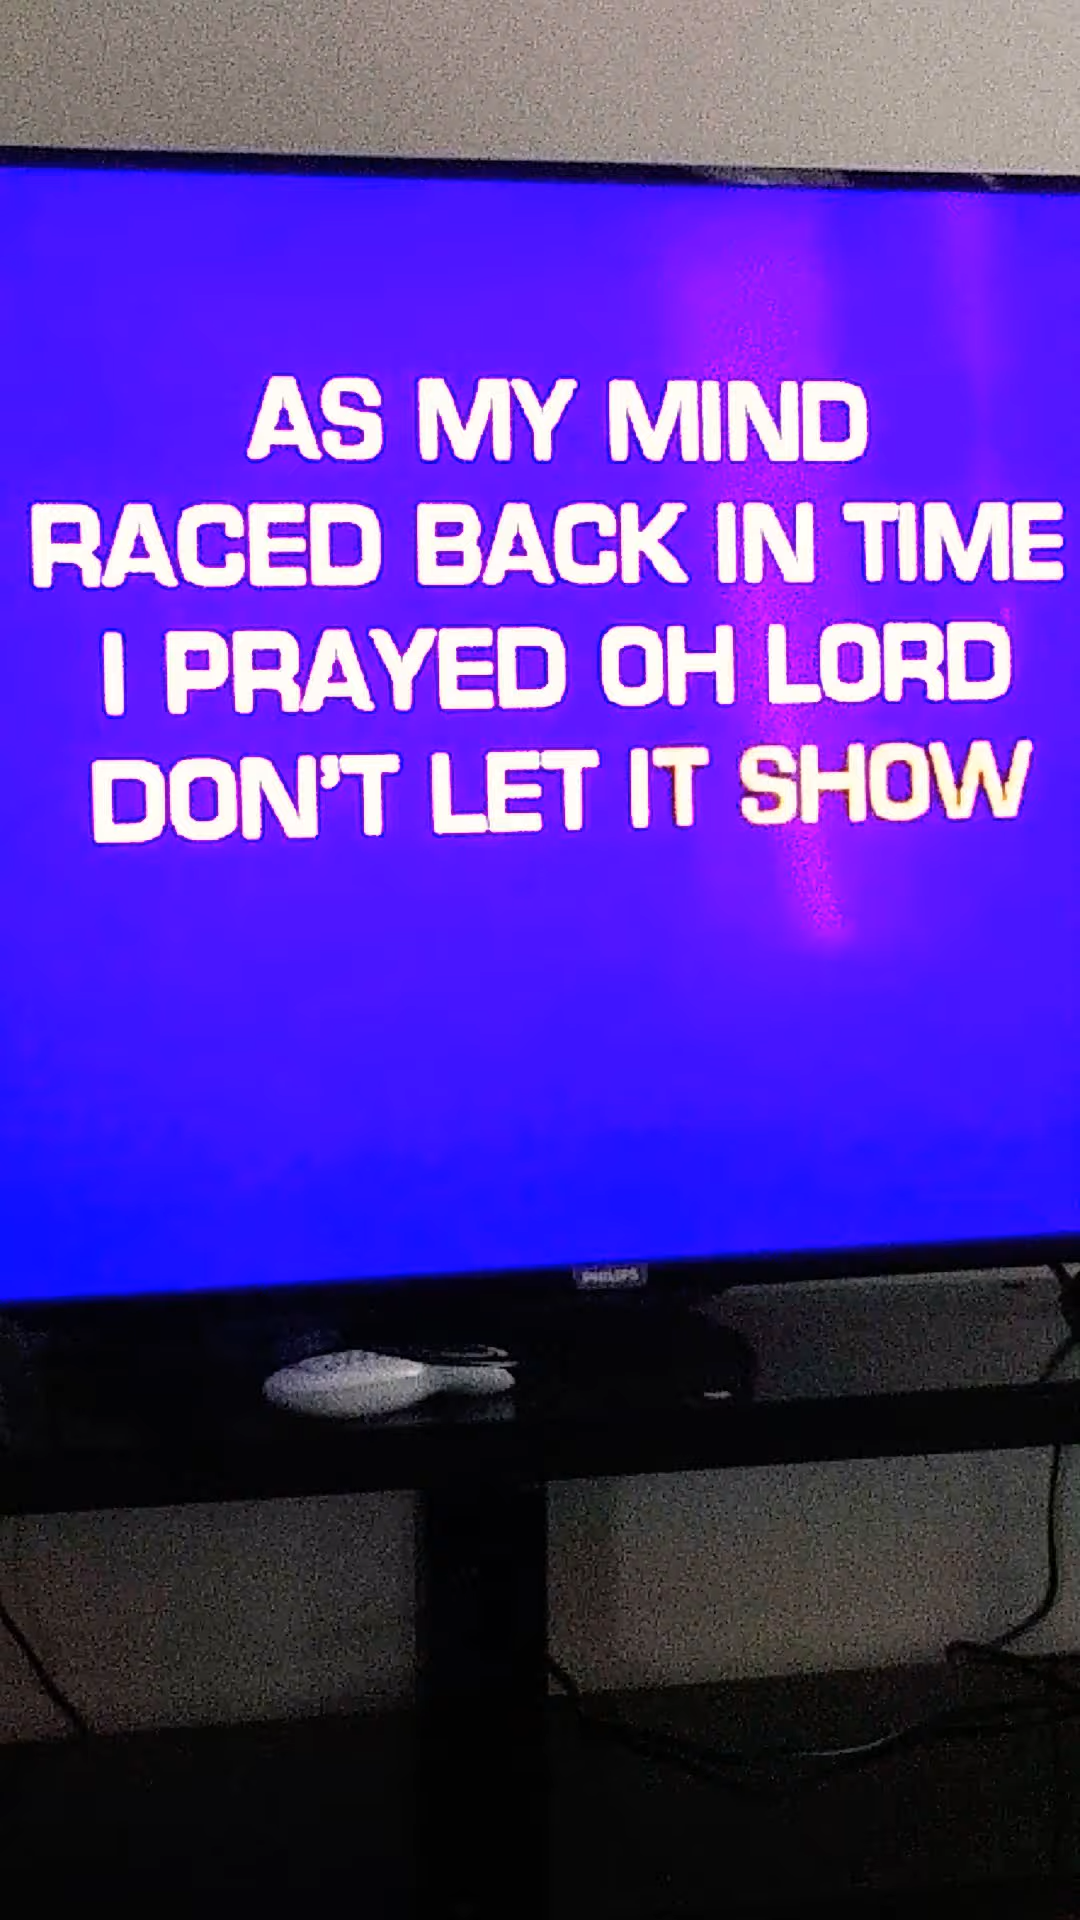 AS MY MIND
RACED BACK IN TIME
I PRAYED OH LORD
DON'T LET IT SHOW
PHILIPS